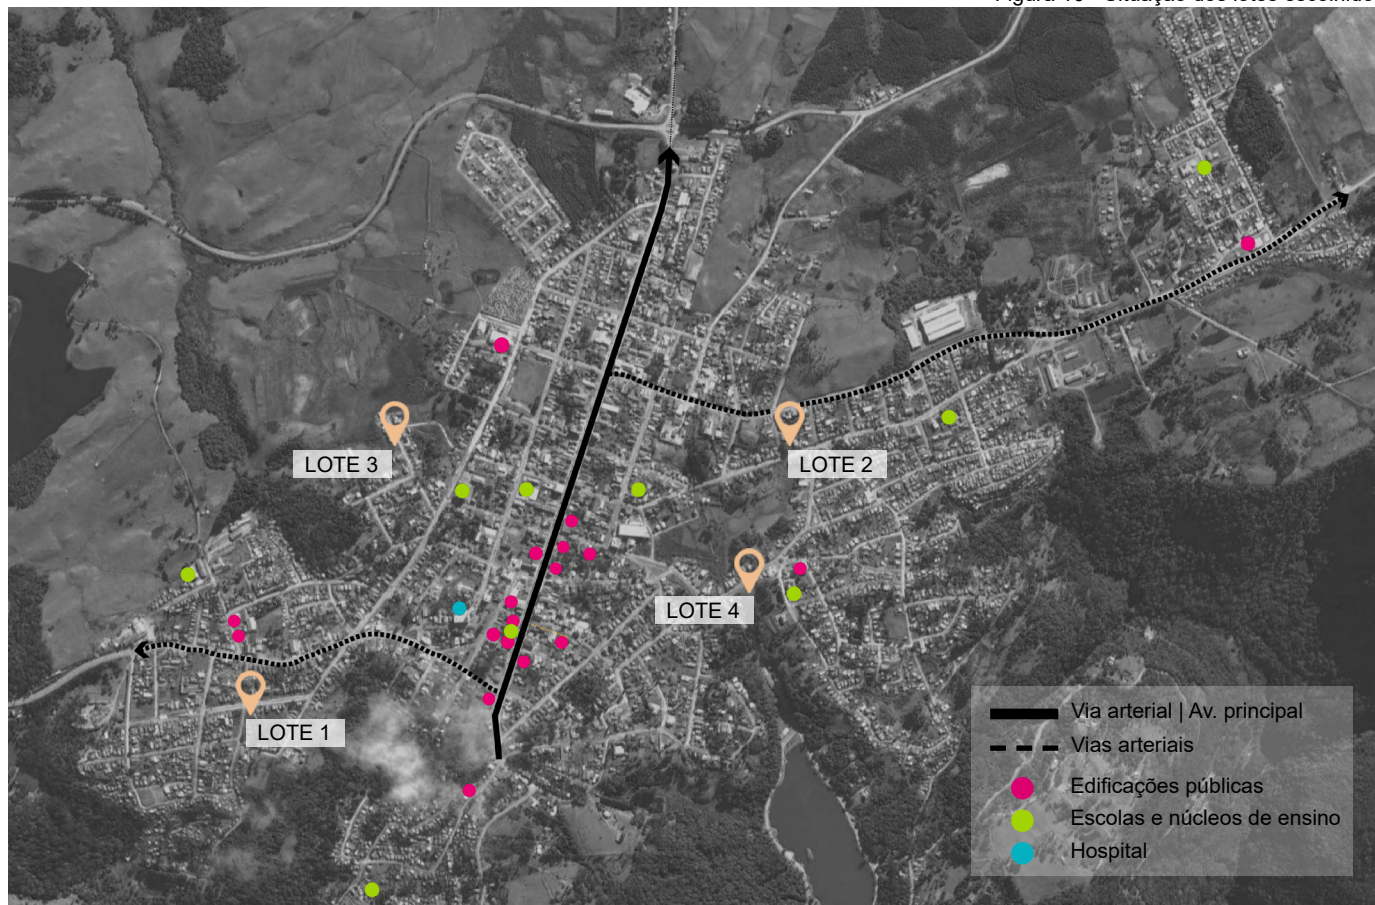 LOTE 3
LOTE 2
LOTE 4
LOTE 1
Via arterial | Av. principal
Vias arteriais
Edificações públicas
Escolas e núcleos de ensino
Hospital